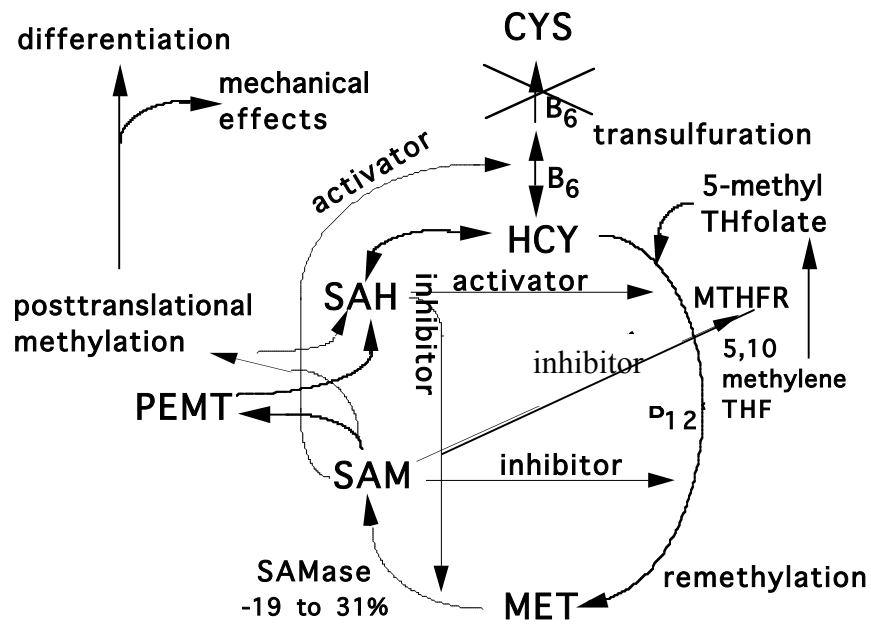 CYS
differentiation
mechanical
effects
B6
transulfuration
activator
B6
5-methyl
THfolate
HCY
SAH
activator
inhibitor
MTHFR
posttranslational
methylation
inhibitor
5,10
methylene
THF
PEMT
12
SAM
inhibitor
SAMase
-19 to 31%
MET
remethylation